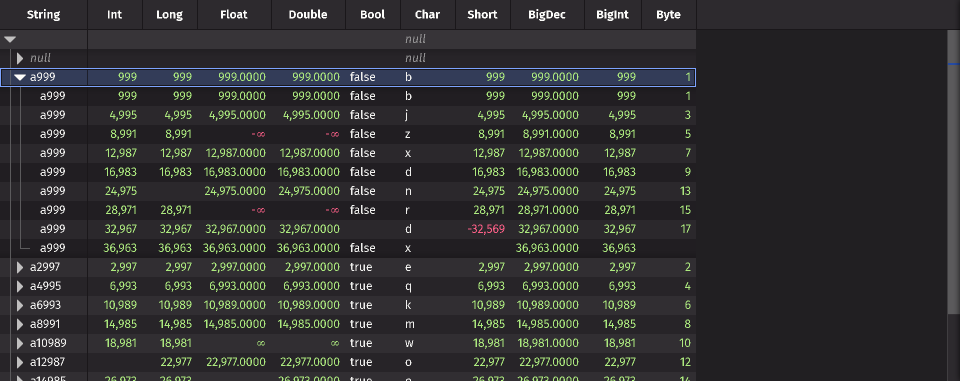 String Int Long Float Double Bool Char Short BigDec BigInt Byte
null
null null
a999 999 999 999.0000 999.0000 false b 999 999.0000 999 1
a999 999 999 999.0000 999.0000 false b 999 999.0000 999 1
a999 4,995 4,995 4,995.0000 4,995.0000 false j 4,995 4,995.0000 4,995 3
a999 8,991 8,991 -∞ -∞ false z 8,991 8,991.0000 8,991 5
a999 12,987 12,987 12,987.0000 12,987.0000 false x 12,987 12,987.0000 12,987 7
a999 16,983 16,983 16,983.0000 16,983.0000 false d 16,983 16,983.0000 16,983 9
a999 24,975 24,975.0000 24,975.0000 false n 24,975 24,975.0000 24,975 13
a999 28,971 28,971 -∞ -∞ false r 28,971 28,971.0000 28,971 15
a999 32,967 32,967 32,967.0000 32,967.0000 d -32,569 32,967.0000 32,967 17
a999 36,963 36,963 36,963.0000 36,963.0000 false x 36,963.0000 36,963
a2997 2,997 2,997 2,997.0000 2,997.0000 true e 2,997 2,997.0000 2,997 2
a4995 6,993 6,993 6,993.0000 6,993.0000 true q 6,993 6,993.0000 6,993 4
a6993 10,989 10,989 10,989.0000 10,989.0000 true k 10,989 10,989.0000 10,989 6
a8991 14,985 14,985 14,985.0000 14,985.0000 true m 14,985 14,985.0000 14,985 8
a10989 18,981 18,981 ∞ ∞ true w 18,981 18,981.0000 18,981 10
a12987 22,977 22,977.0000 22,977.0000 true o 22,977 22,977.0000 22,977 12